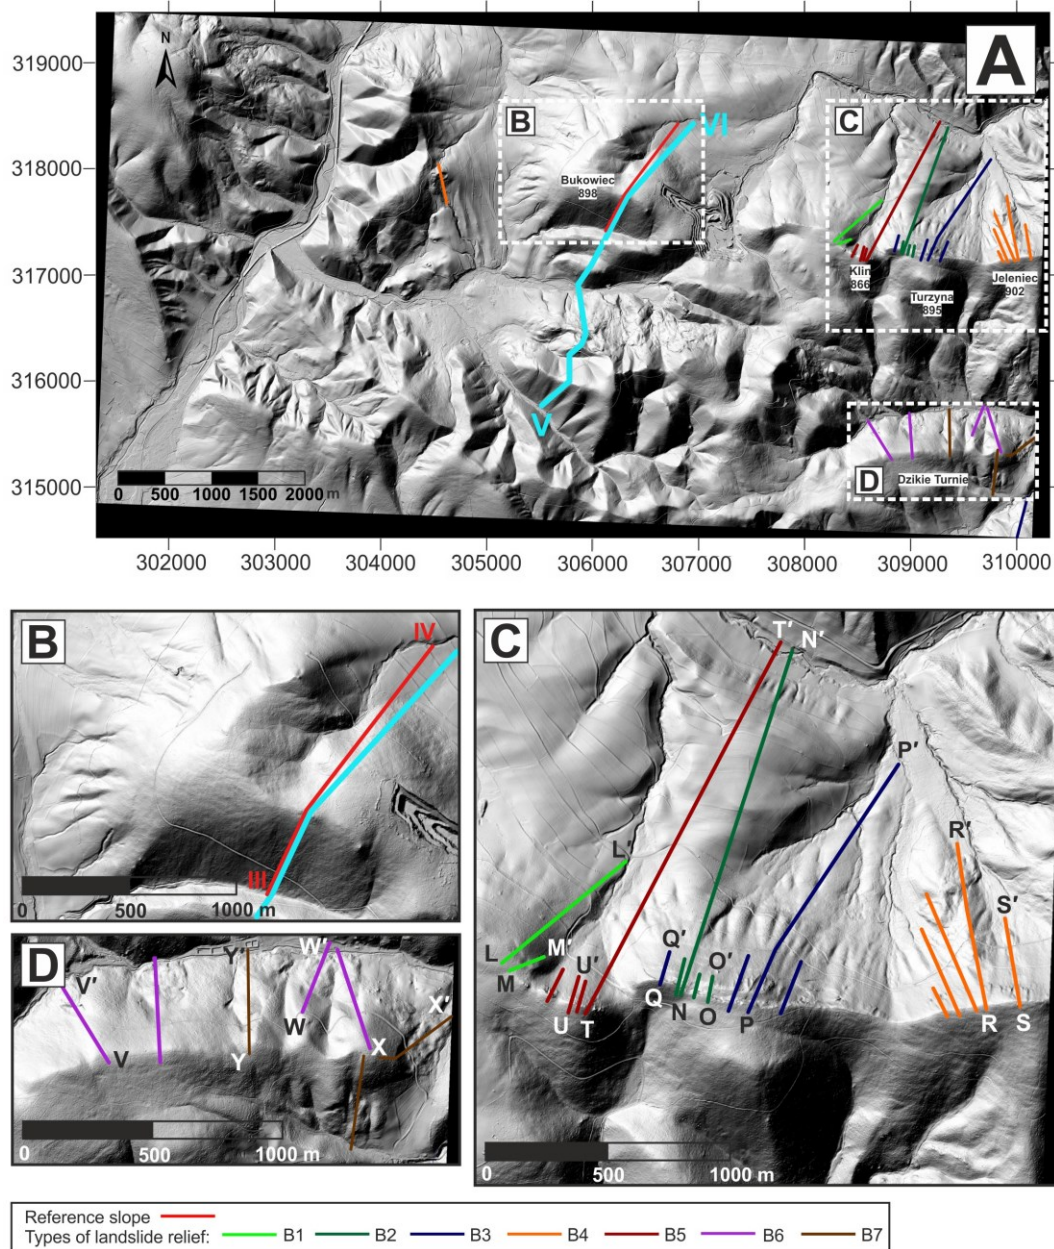 A
319000
318000
317000
316000
315000
N
B
C
VI
Bukowiec
898
Klin
866
Turzyna
895
Jeleniec
902
V
D
Dzikie Turnie
0 500 1000 1500 2000 m
302000 303000 304000 305000 306000 307000 308000 309000 310000
B
IV
III
0 500 1000 m
C
T' N'
P'
R'
L'
S'
L
M'
M
Q'
U'
O'
Q
N
O
P
U
T
R
S
0 500 1000 m
D
V'
Y'
W'
X'
W
V
Y
X
0 500 1000 m
Reference slope
Types of landslide relief: B1 B2 B3 B4 B5 B6 B7